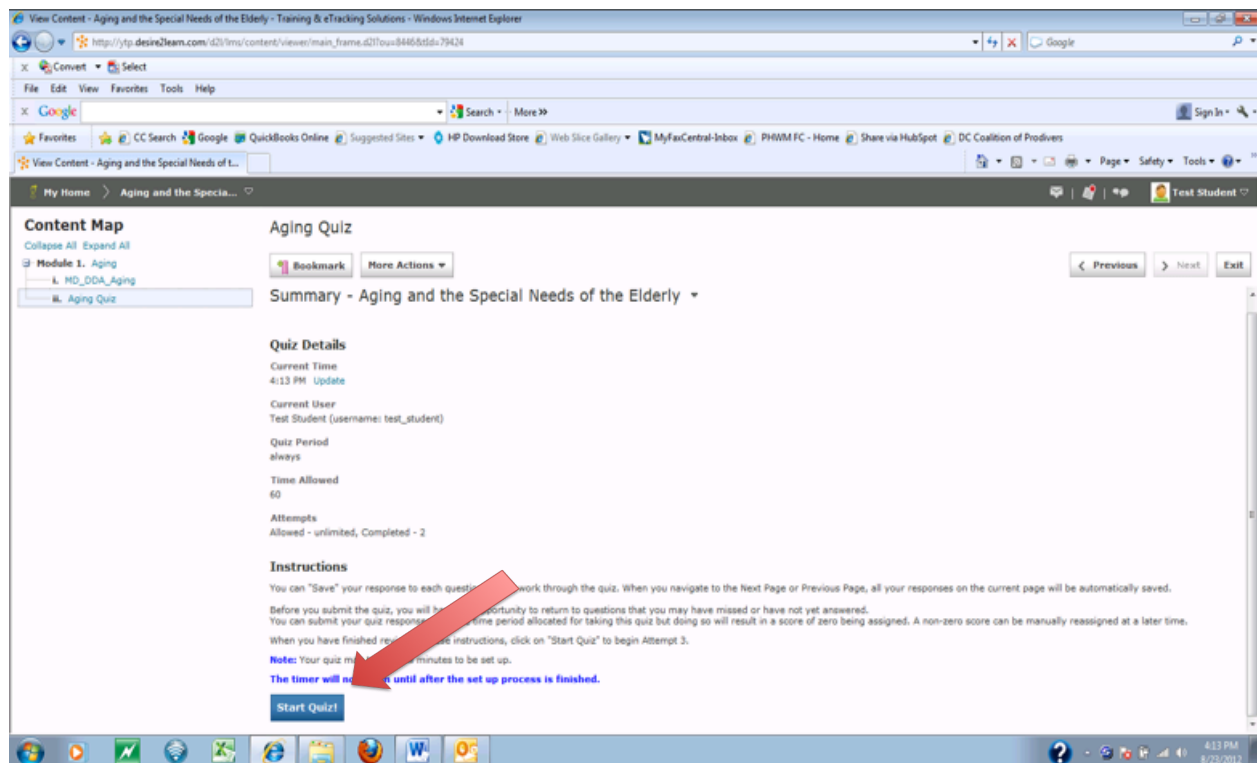 View Content - Aging and the Special Needs of the Elderly - Training & eTracking Solutions - Windows Internet Explorer
http://ytp.desire2learn.com/d2l/lms/content/viewer/main_frame.d2l?ou=8446&tId=79424
Google
x Convert Select
File Edit View Favorites Tools Help
x Google Search More >> Sign In
Favorites CC Search Google QuickBooks Online Suggested Sites HP Download Store Web Slice Gallery MyFaxCentral-Inbox PHWM FC - Home Share via HubSpot DC Coalition of Prodivers
View Content - Aging and the Special Needs of t... Page Safety Tools
My Home Aging and the Specia... Test Student
Content Map
Collapse All Expand All
Module 1. Aging
i. MD_DDA_Aging
ii. Aging Quiz
Aging Quiz
Bookmark More Actions Previous Next Exit
Summary - Aging and the Special Needs of the Elderly
Quiz Details
Current Time
4:13 PM Update
Current User
Test Student (username: test_student)
Quiz Period
always
Time Allowed
60
Attempts
Allowed - unlimited, Completed - 2
Instructions
You can "Save" your response to each questi work through the quiz. When you navigate to the Next Page or Previous Page, all your responses on the current page will be automatically saved.
Before you submit the quiz, you will portunity to return to questions that you may have missed or have not yet answered.
You can submit your quiz response time period allocated for taking this quiz but doing so will result in a score of zero being assigned. A non-zero score can be manually reassigned at a later time.
When you have finished instructions, click on "Start Quiz" to begin Attempt 3.
Note: Your quiz minutes to be set up.
The timer will until after the set up process is finished.
Start Quiz!
4:13 PM
8/23/2012